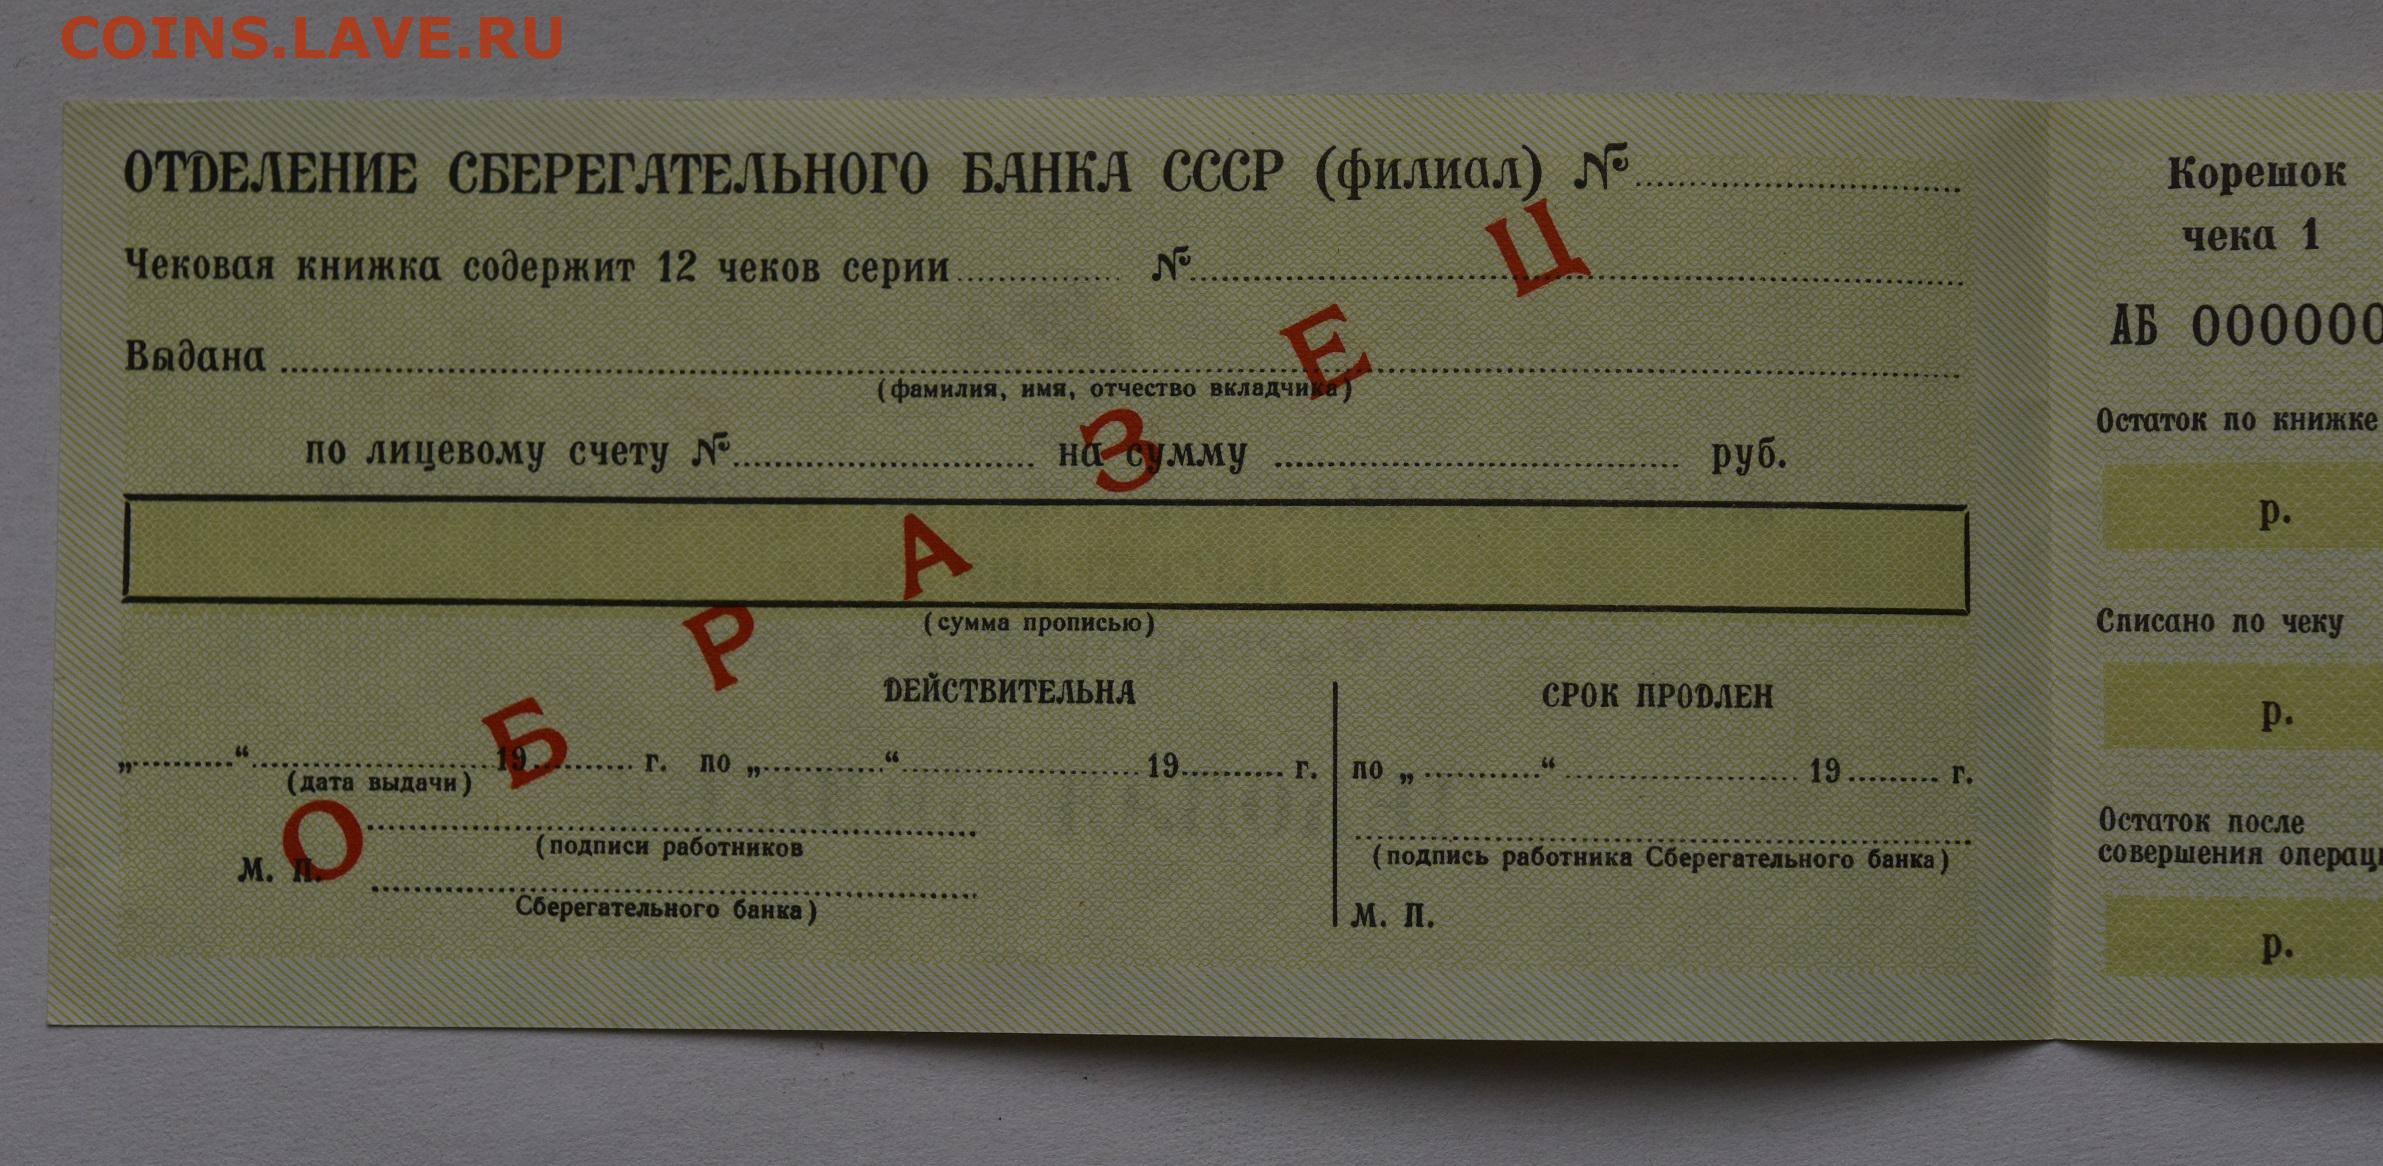 COINS.LAVE.RU
ОТДЕЛЕНИЕ СБЕРЕГАТЕЛЬНОГО БАНКА СССР (филиал) №
Чековая книжка содержит 12 чеков серии № 
Выдана
(фамилия, имя, отчество вкладчика)
по лицевому счету № на сумму руб.
(сумма прописью)
ДЕЙСТВИТЕЛЬНА
„ “ 19 г. по „ “ 19 г.
(дата выдачи)
(подписи работников
М. П.
Сберегательного банка)
СРОК ПРОДЛЕН
по „ “ 19 г.
(подпись работника Сберегательного банка)
М. П.
ОБРАЗЕЦ
Корешок
чека 1
АБ 000000
Остаток по книжке
р.
Списано по чеку
р.
Остаток после
совершения операц
р.